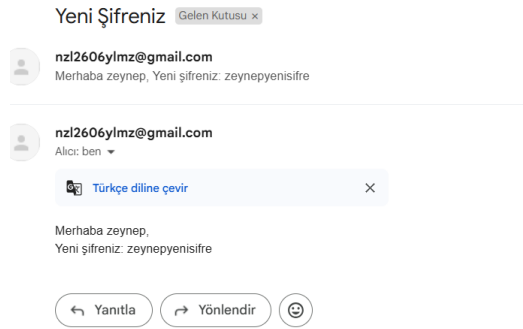 Yeni Şifreniz Gelen Kutusu ×
nzl2606ylmz@gmail.com
Merhaba zeynep, Yeni şifreniz: zeynepyenisifre
nzl2606ylmz@gmail.com
Alıcı: ben
Türkçe diline çevir
Merhaba zeynep,
Yeni şifreniz: zeynepyenisifre
Yanıtla Yönlendir